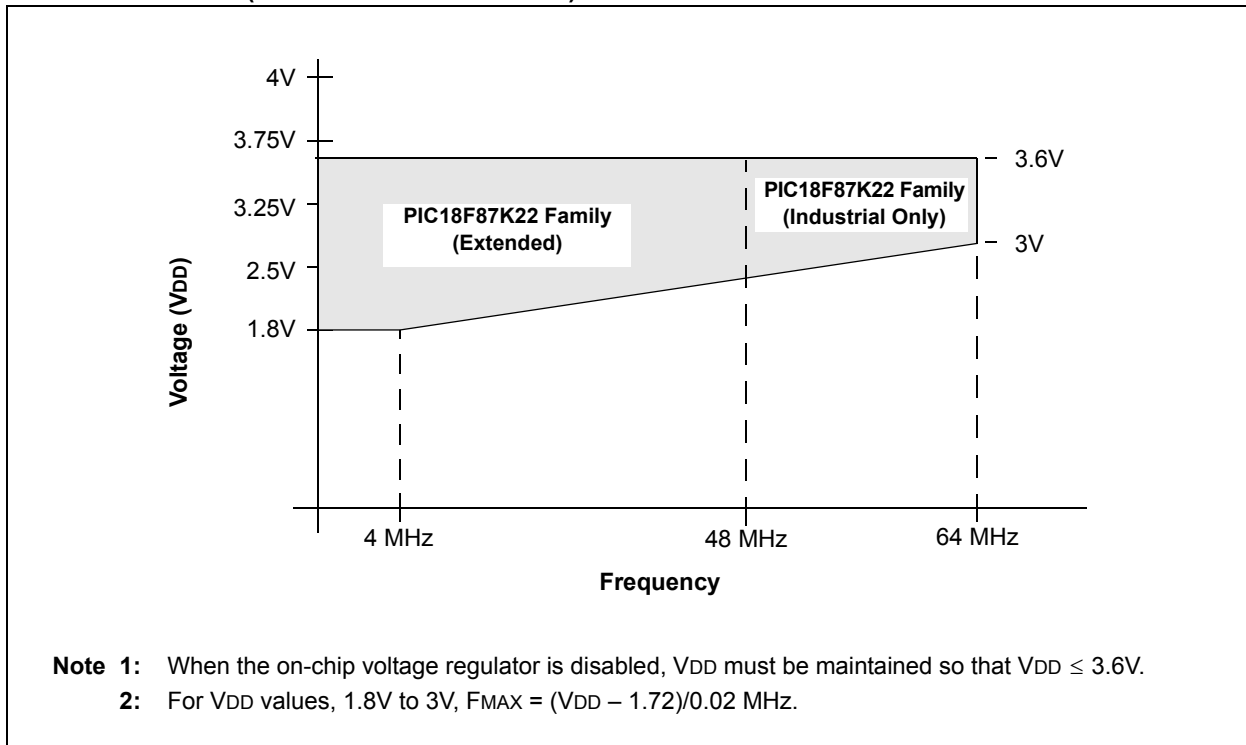 4V
3.75V
3.6V
PIC18F87K22 Family
(Industrial Only)
3.25V
PIC18F87K22 Family
(Extended)
3V
2.5V
1.8V
Voltage (VDD)
4 MHz
48 MHz
64 MHz
Frequency
Note 1: When the on-chip voltage regulator is disabled, VDD must be maintained so that VDD ≤ 3.6V.
2: For VDD values, 1.8V to 3V, FMAX = (VDD – 1.72)/0.02 MHz.